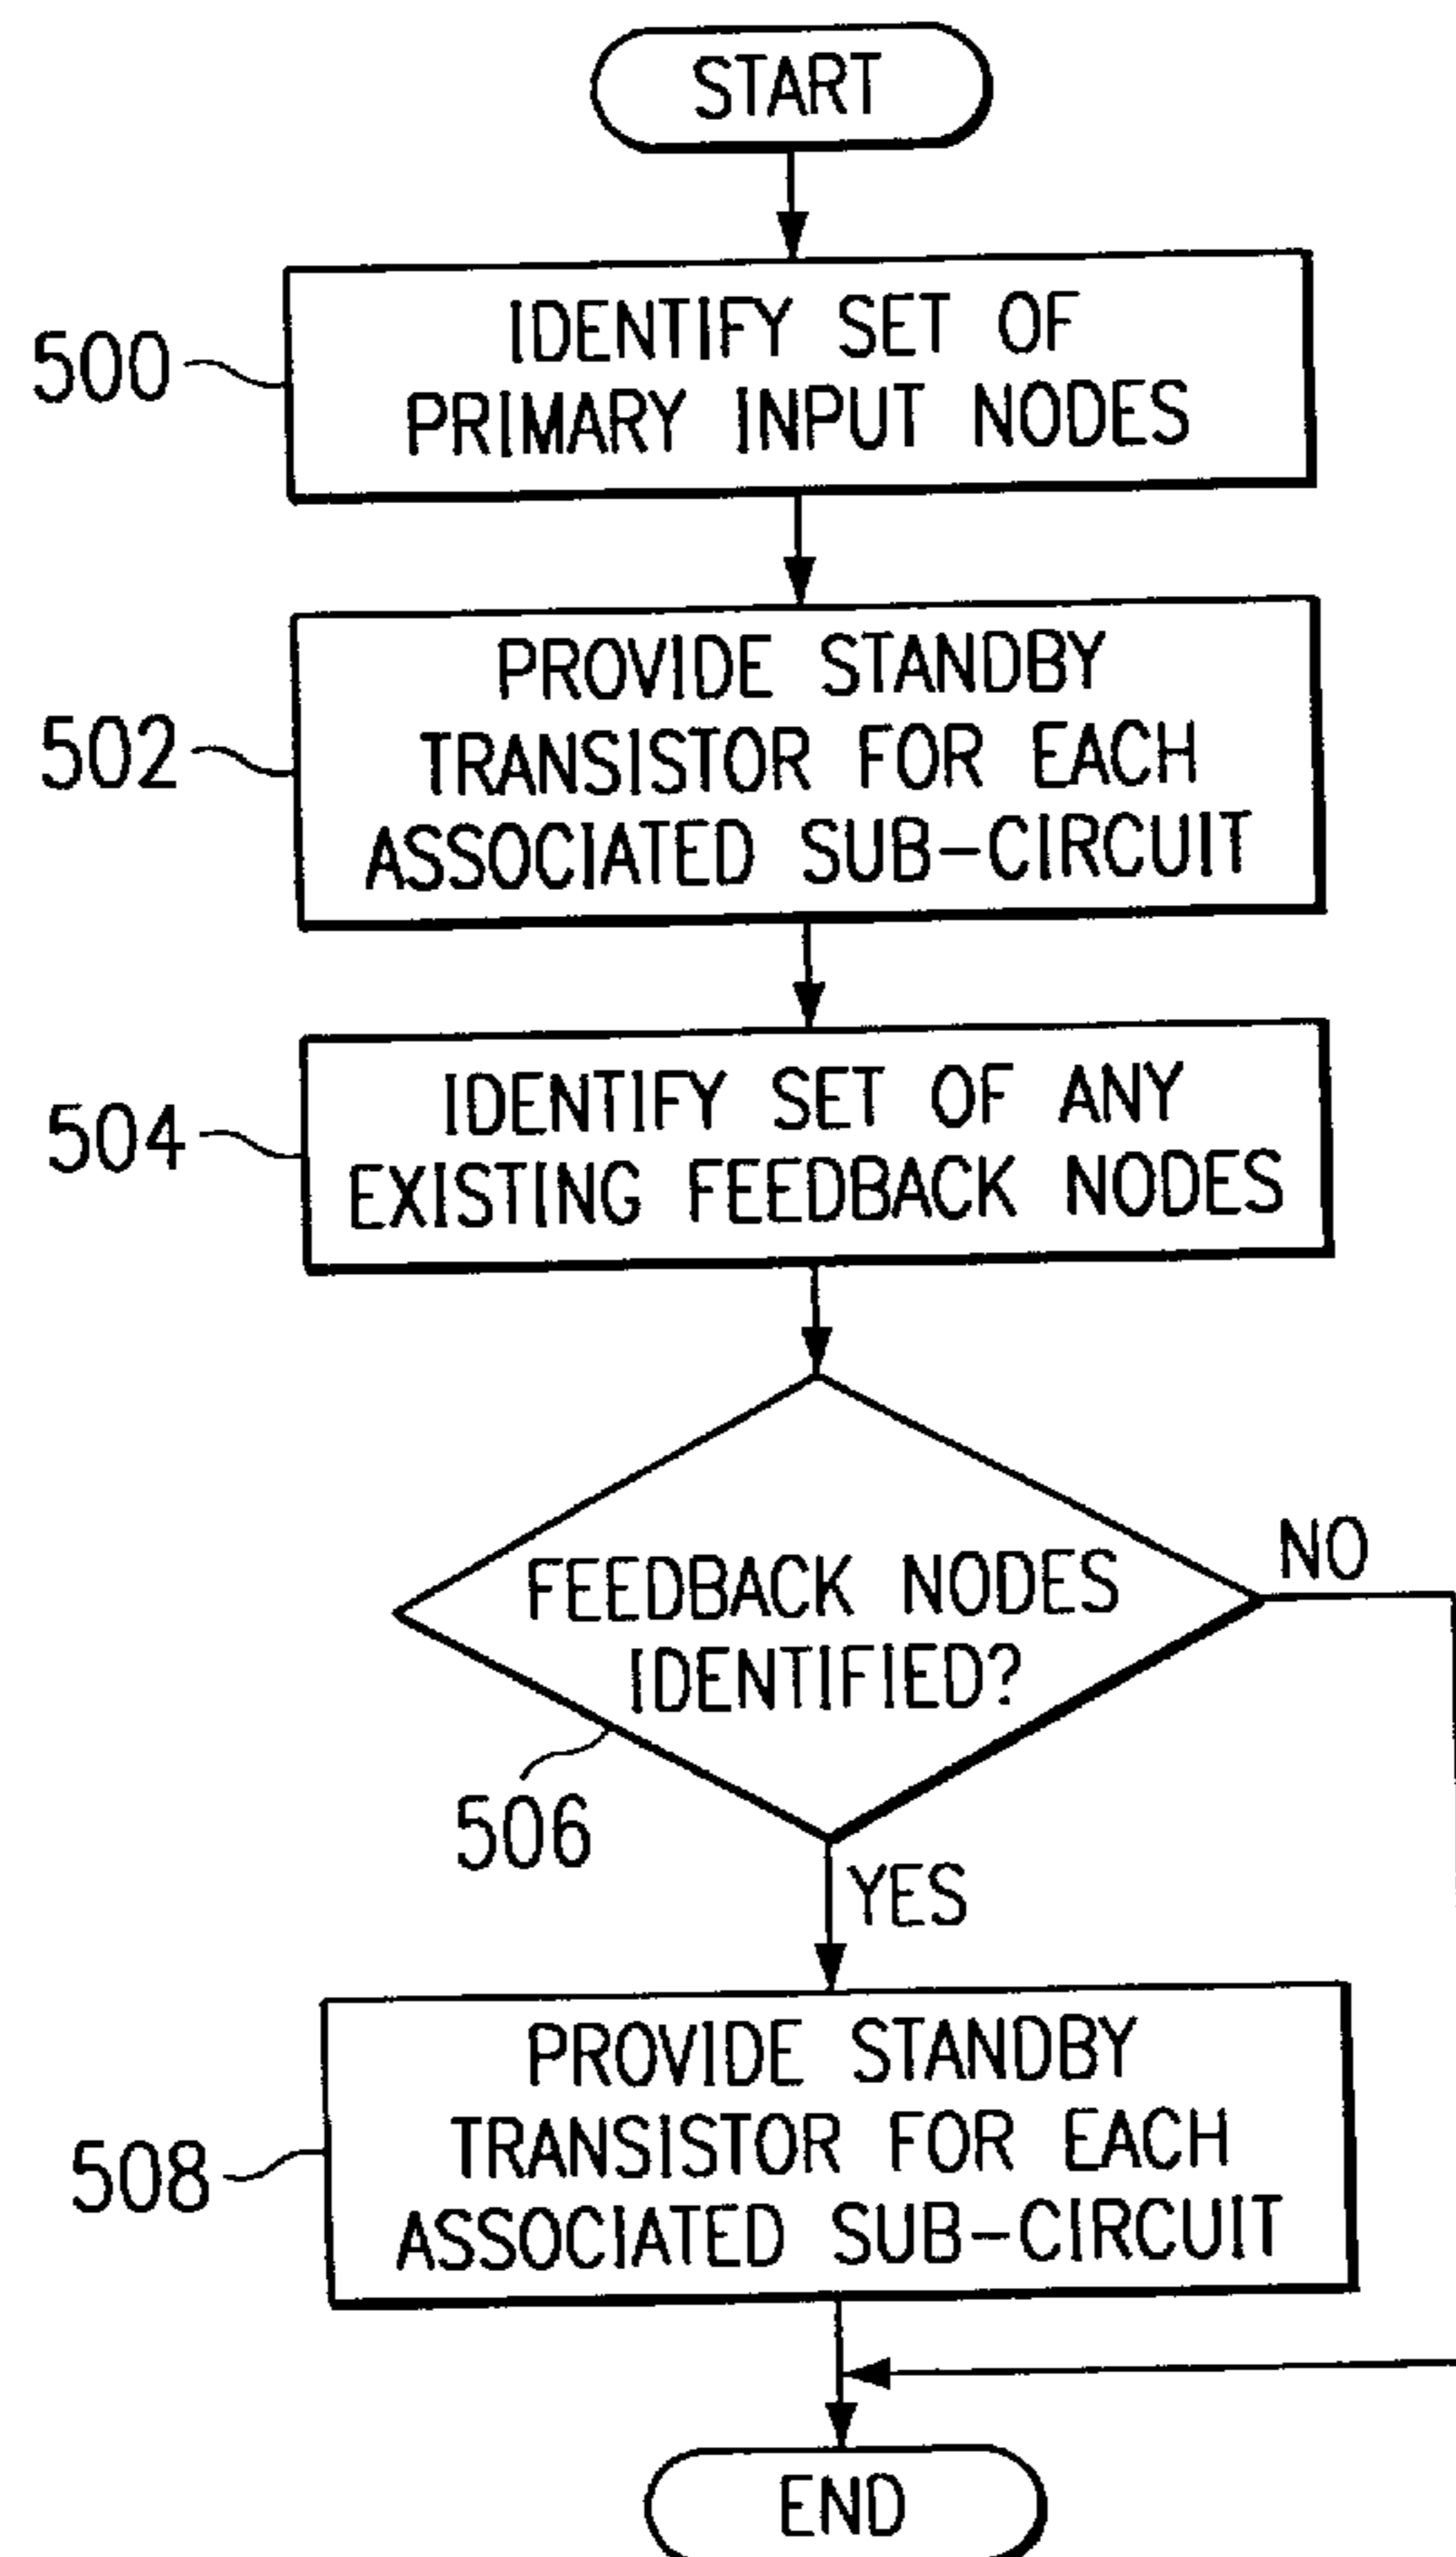 START
500
IDENTIFY SET OF
PRIMARY INPUT NODES
502
PROVIDE STANDBY
TRANSISTOR FOR EACH
ASSOCIATED SUB-CIRCUIT
504
IDENTIFY SET OF ANY
EXISTING FEEDBACK NODES
FEEDBACK NODES
IDENTIFIED?
NO
506
YES
508
PROVIDE STANDBY
TRANSISTOR FOR EACH
ASSOCIATED SUB-CIRCUIT
END